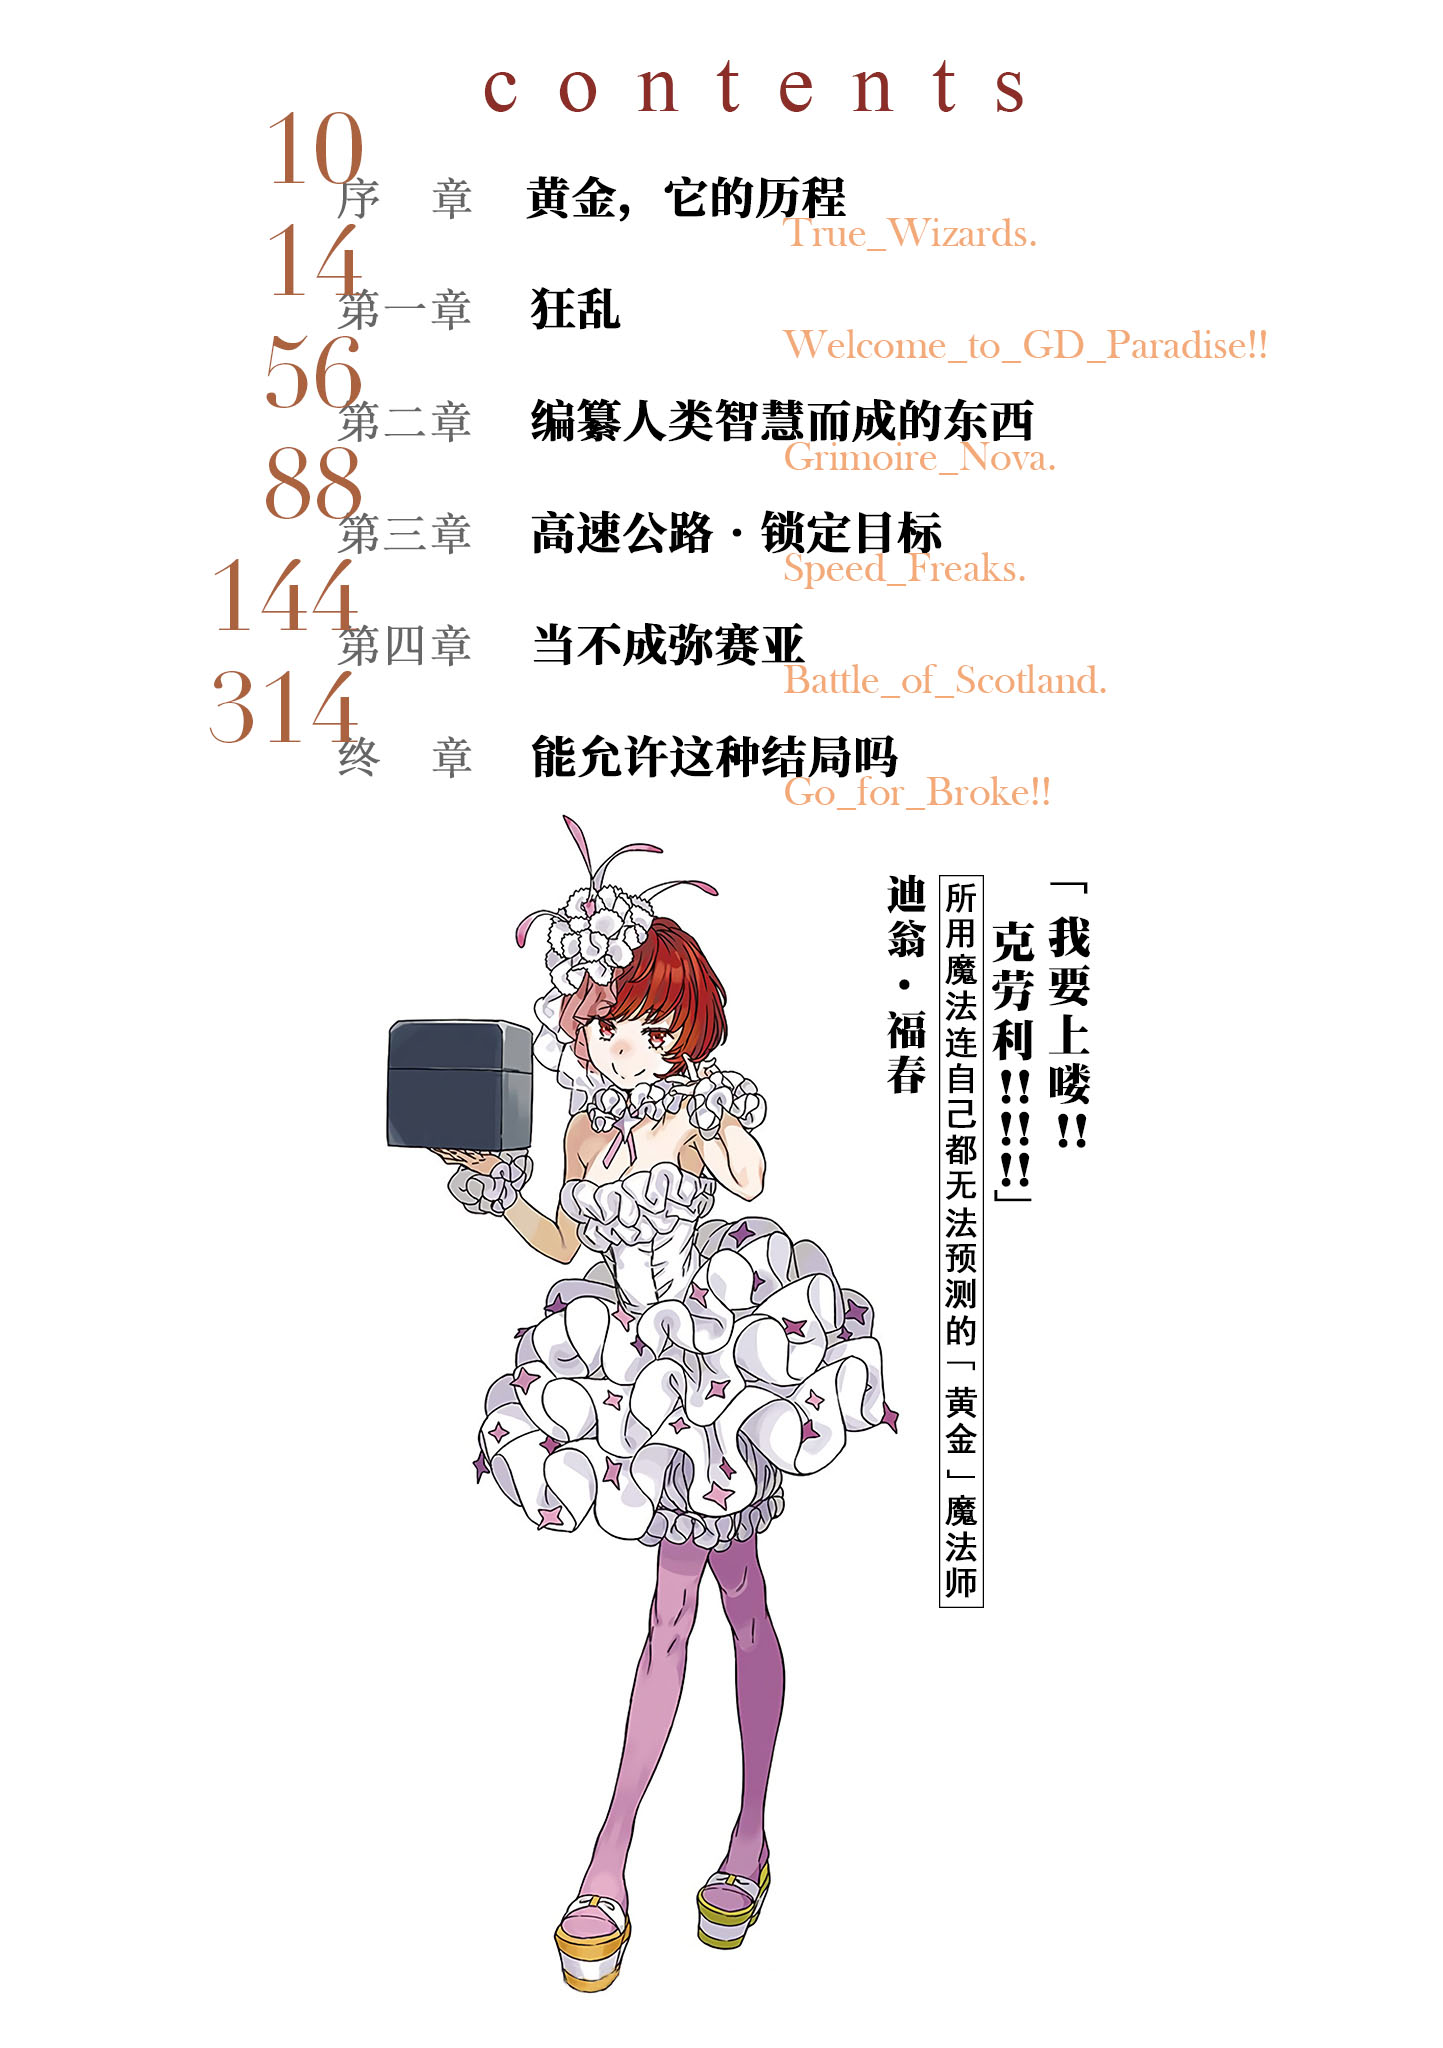 contents
10
序 章 黄金，它的历程
True_Wizards.
14
第一章 狂乱
Welcome_to_GD_Paradise!!
56
第二章 编纂人类智慧而成的东西
Grimoire_Nova.
88
第三章 高速公路·锁定目标
Speed_Freaks.
144
第四章 当不成弥赛亚
Battle_of_Scotland.
314
终 章 能允许这种结局吗
Go_for_Broke!!
「我要上喽!!
克劳利!!!!!!」
所用魔法连自己都无法预测的「黄金」魔法师
迪翁·福春